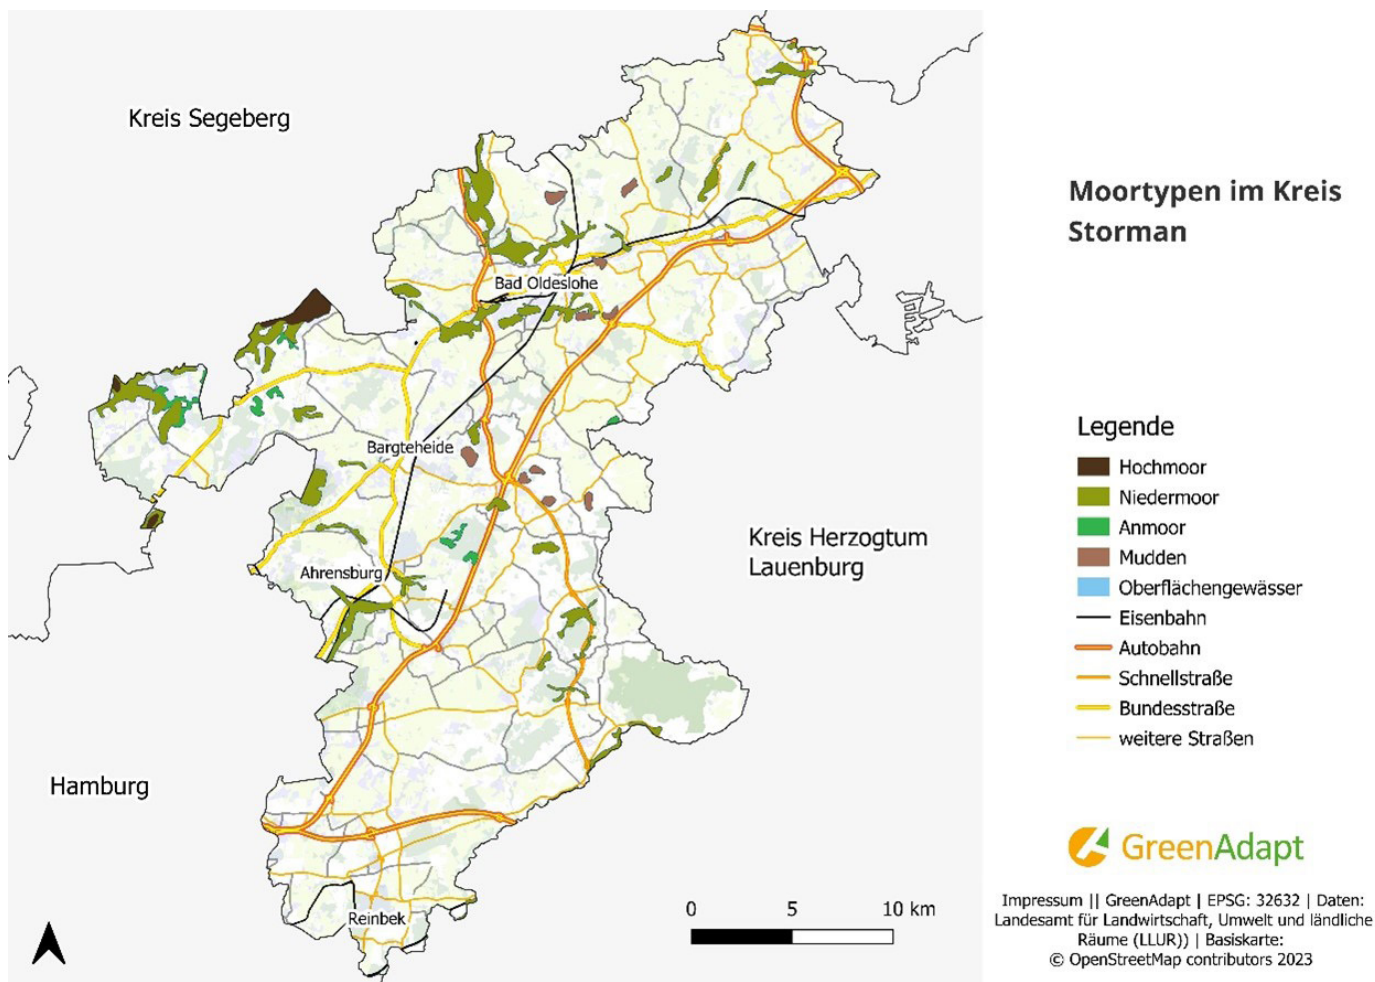 Kreis Segeberg
Bad Oldeslohe
Bargteheide
Ahrensburg
Kreis Herzogtum
Lauenburg
Hamburg
Reinbek
0 5 10 km
Moortypen im Kreis
Storman
Legende
Hochmoor
Niedermoor
Anmoor
Mudden
Oberflächengewässer
Eisenbahn
Autobahn
Schnellstraße
Bundesstraße
weitere Straßen
GreenAdapt
Impressum || GreenAdapt | EPSG: 32632 | Daten:
Landesamt für Landwirtschaft, Umwelt und ländliche
Räume (LLUR)) | Basiskarte:
© OpenStreetMap contributors 2023